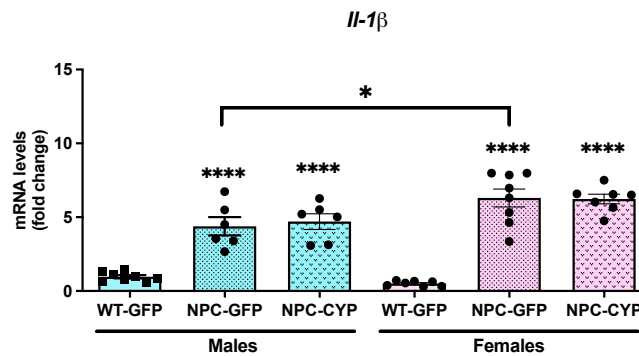 Il-1β
mRNA levels
(fold change)
15
10
5
0
*
****
****
****
****
WT-GFP NPC-GFP NPC-CYP WT-GFP NPC-GFP NPC-CYP
Males Females